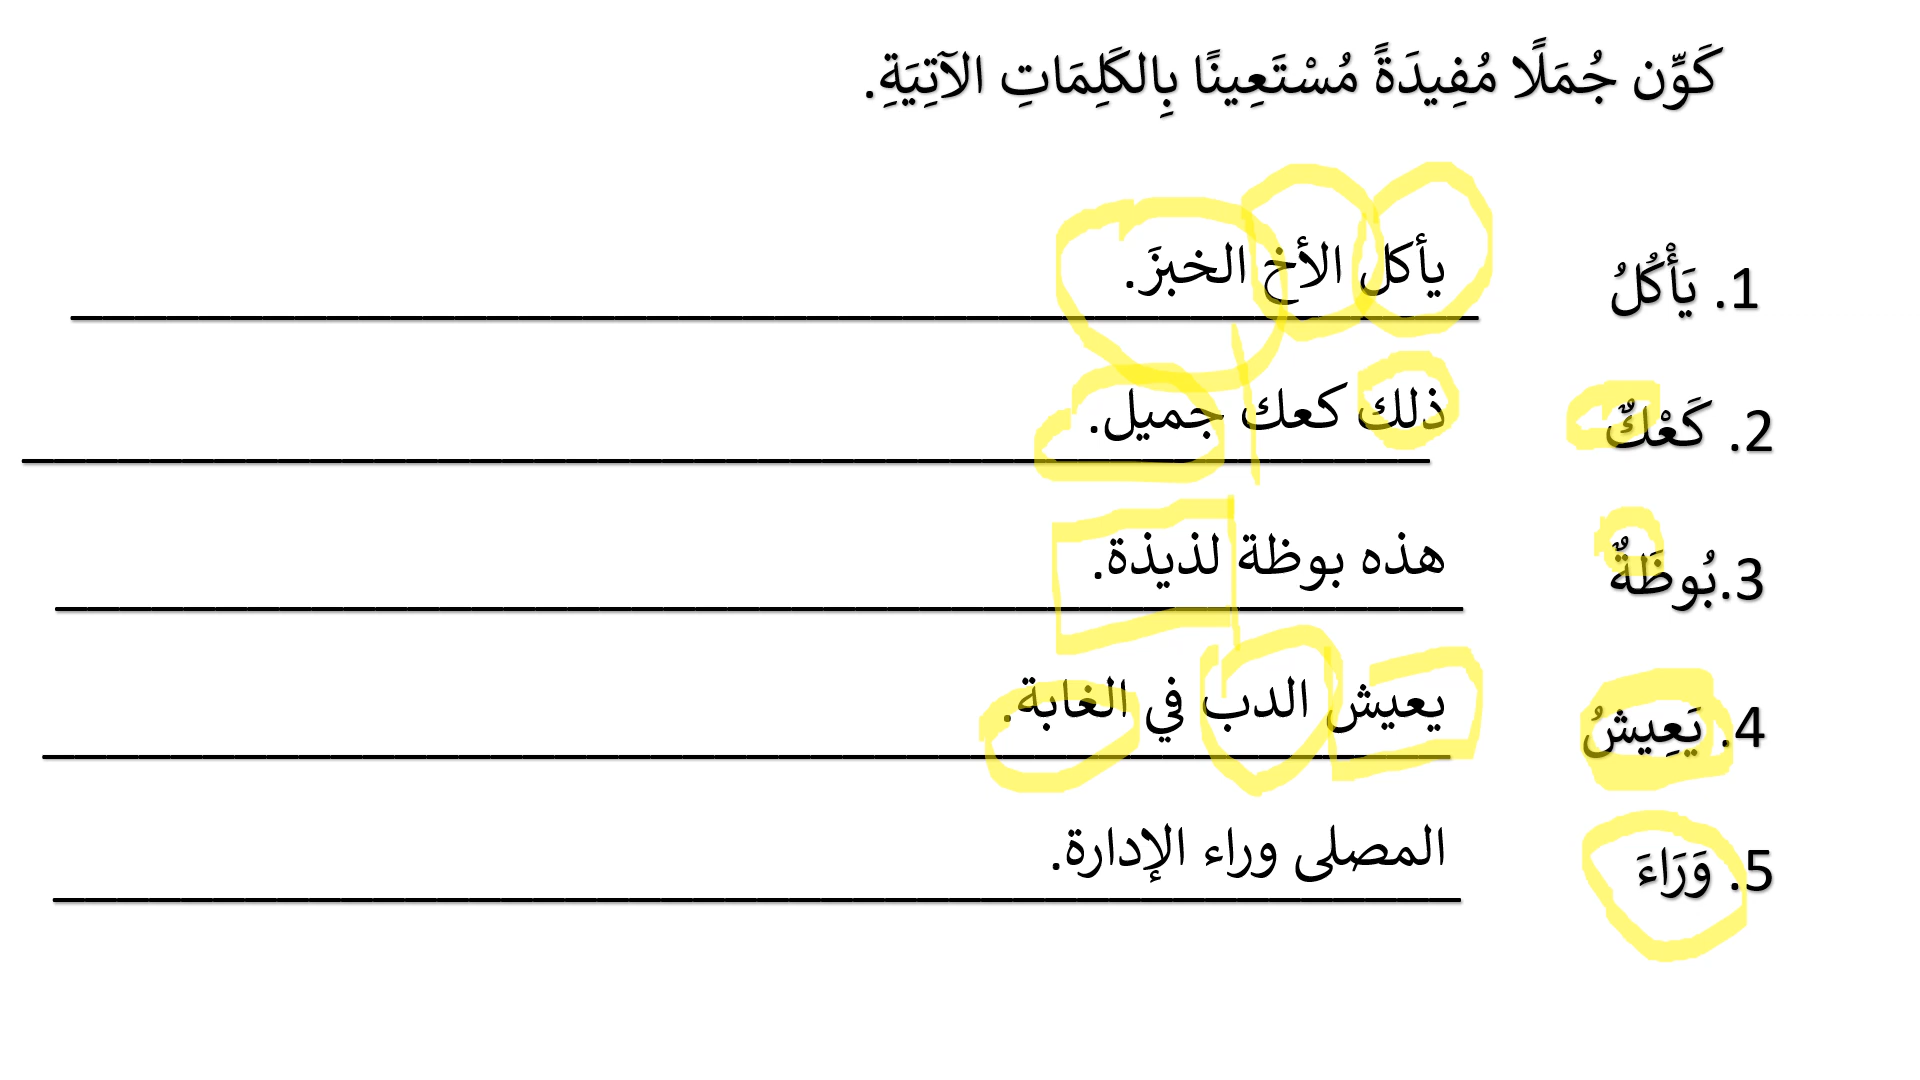 كَوِّن جُمَلًا مُفِيدَةً مُسْتَعِينًا بِالكَلِمَاتِ الآتِيَةِ.
1. يَأْكُلُ يأكل الأخ الخبزَ.
2. كَعْكٌ ذلك كعك جميل.
3.بُوظَةٌ هذه بوظة لذيذة.
4. يَعِيشُ يعيش الدب في الغابة.
5. وَرَاءَ المصلى وراء الإدارة.